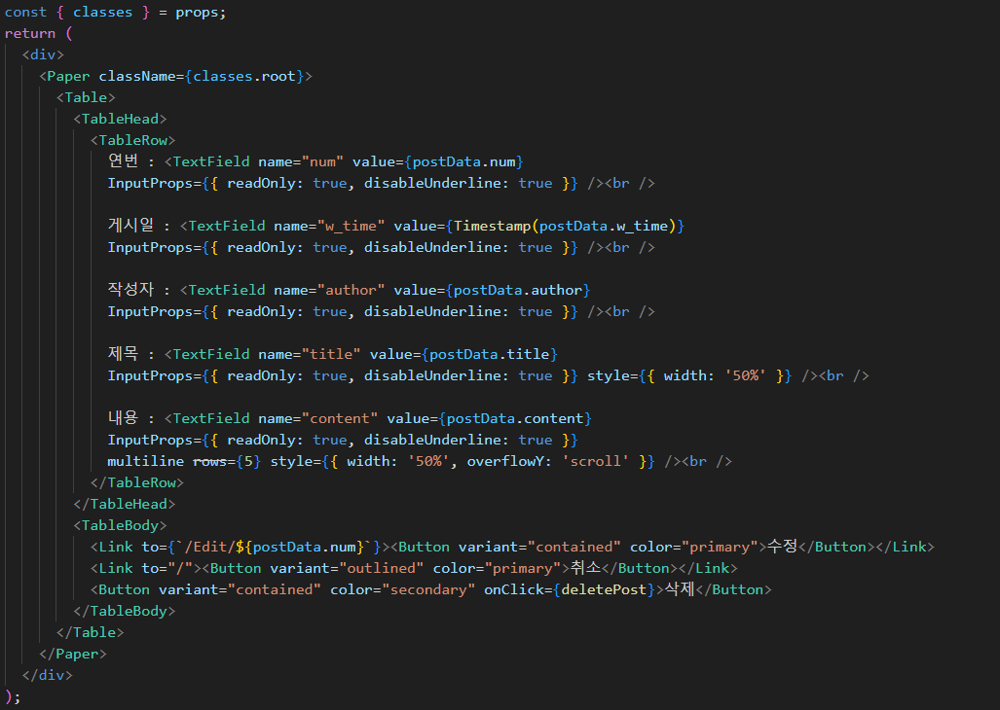 const { classes } = props;
return (
<div>
<Paper className={classes.root}>
<Table>
<TableHead>
<TableRow>
연번 : <TextField name="num" value={postData.num}
InputProps={{ readOnly: true, disableUnderline: true }} /><br />
게시일 : <TextField name="w_time" value={Timestamp(postData.w_time)}
InputProps={{ readOnly: true, disableUnderline: true }} /><br />
작성자 : <TextField name="author" value={postData.author}
InputProps={{ readOnly: true, disableUnderline: true }} /><br />
제목 : <TextField name="title" value={postData.title}
InputProps={{ readOnly: true, disableUnderline: true }} style={{ width: '50%' }} /><br />
내용 : <TextField name="content" value={postData.content}
InputProps={{ readOnly: true, disableUnderline: true }}
multiline rows={5} style={{ width: '50%', overflowY: 'scroll' }} /><br />
</TableRow>
</TableHead>
<TableBody>
<Link to={`/Edit/${postData.num}`}><Button variant="contained" color="primary">수정</Button></Link>
<Link to="/"><Button variant="outlined" color="primary">취소</Button></Link>
<Button variant="contained" color="secondary" onClick={deletePost}>삭제</Button>
</TableBody>
</Table>
</Paper>
</div>
);